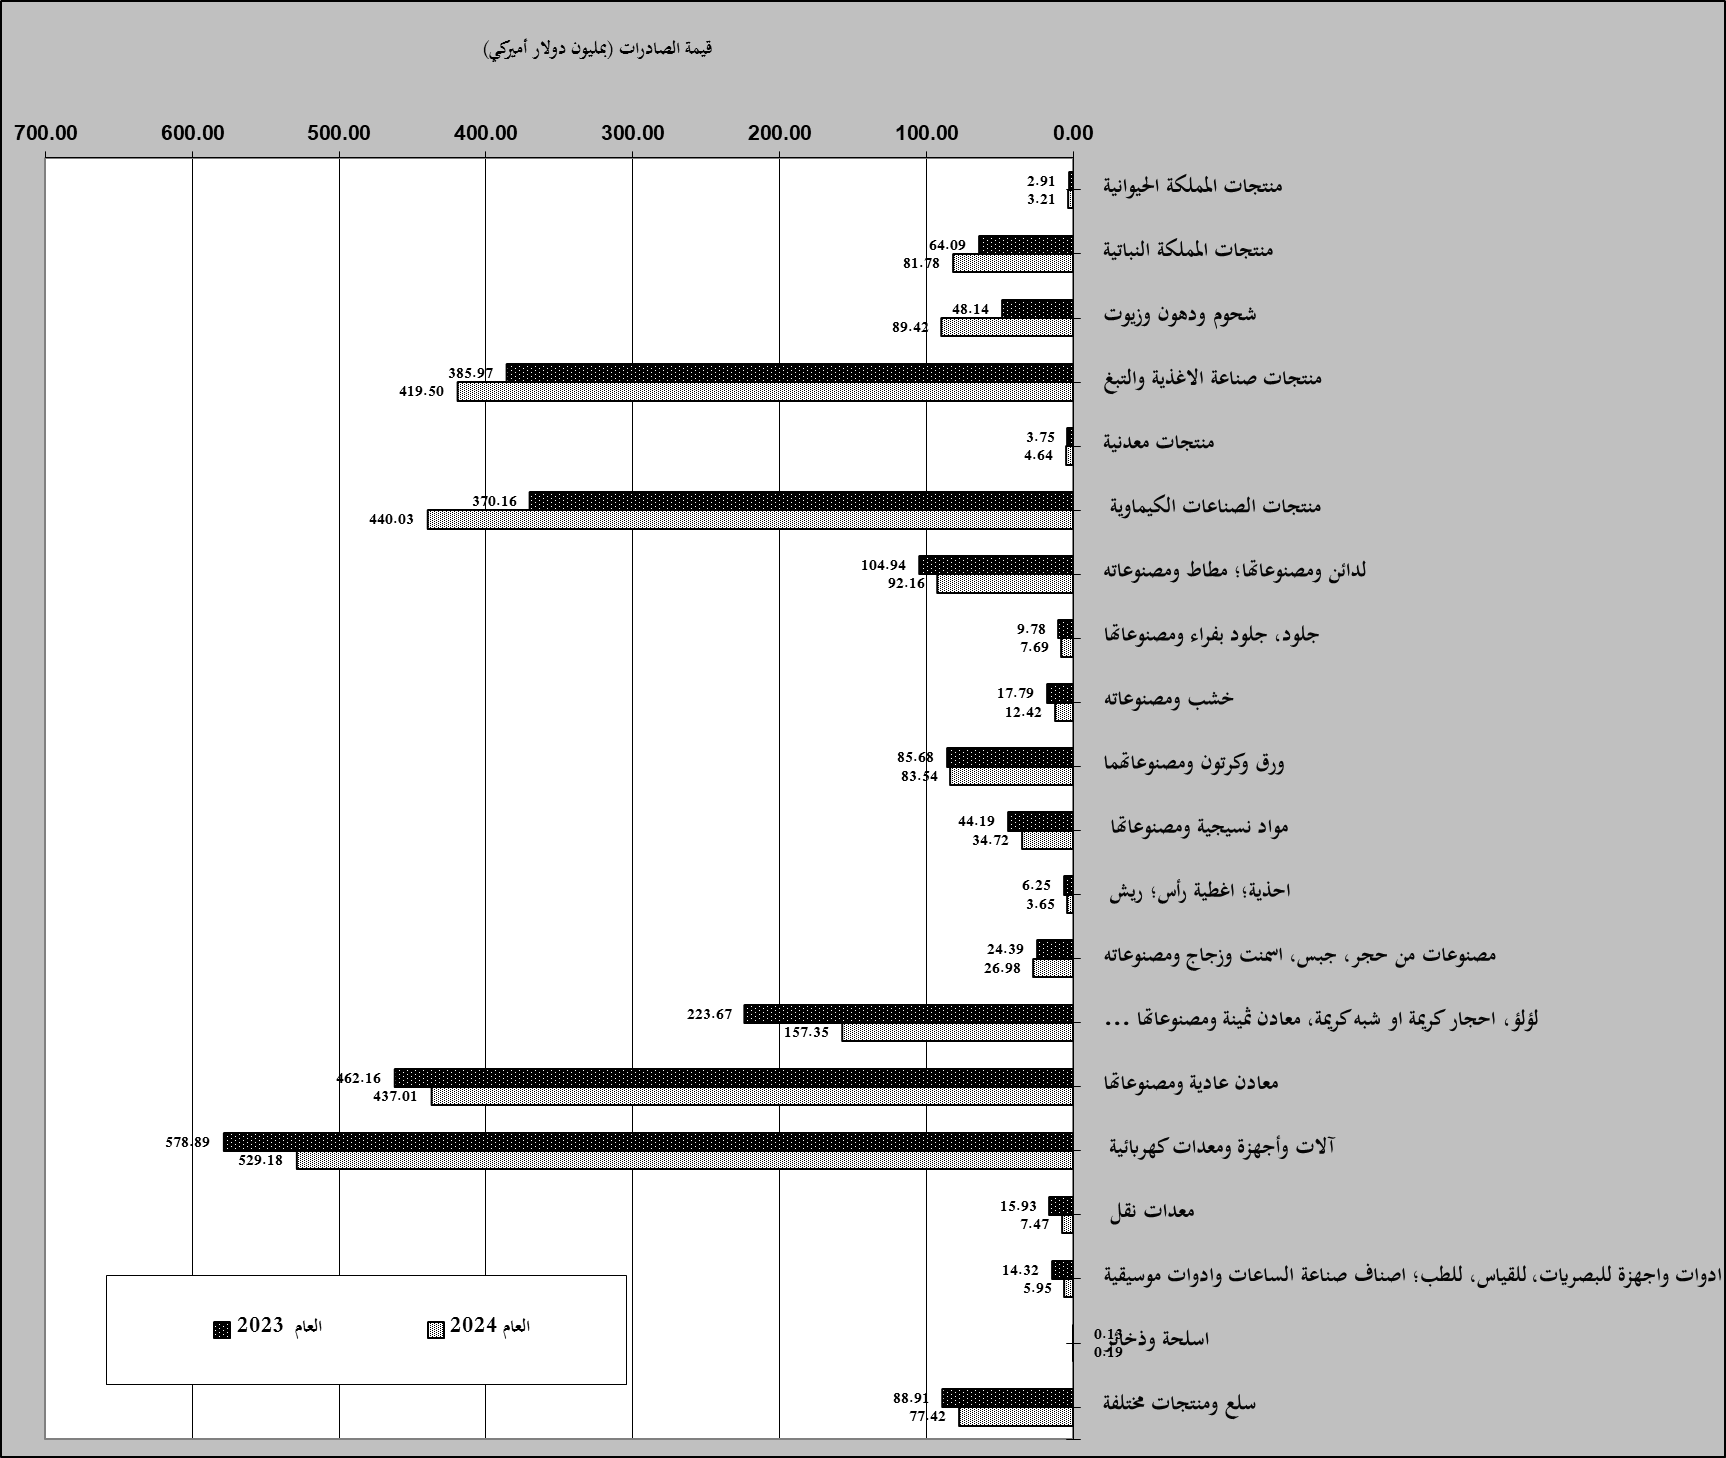 قيمة الصادرات (بمليون دولار أميركي)
700.00 600.00 500.00 400.00 300.00 200.00 100.00 0.00
منتجات المملكة الحيوانية
2.91
3.21
منتجات المملكة النباتية
64.09
81.78
شحوم ودهون وزيوت
48.14
89.42
منتجات صناعة الاغذية والتبغ
385.97
419.50
منتجات معدنية
3.75
4.64
منتجات الصناعات الكيماوية
370.16
440.03
لدائن ومصنوعاتها؛ مطاط ومصنوعاته
104.94
92.16
جلود، جلود بفراء ومصنوعاتها
9.78
7.69
خشب ومصنوعاته
17.79
12.42
ورق وكرتون ومصنوعاتهما
85.68
83.54
مواد نسيجية ومصنوعاتها
44.19
34.72
احذية؛ اغطية رأس؛ ريش
6.25
3.65
مصنوعات من حجر، جبس، اسمنت وزجاج ومصنوعاته
24.39
26.98
لؤلؤ، احجار كريمة او شبه كريمة، معادن ثمينة ومصنوعاتها ...
223.67
157.35
معادن عادية ومصنوعاتها
462.16
437.01
آلات وأجهزة ومعدات كهربائية
578.89
529.18
معدات نقل
15.93
7.47
ادوات واجهزة للبصريات، للقياس، للطب؛ اصناف صناعة الساعات وادوات موسيقية
14.32
5.95
اسلحة وذخائر
0.19
سلع ومنتجات مختلفة
88.91
77.42
العام 2023
العام 2024